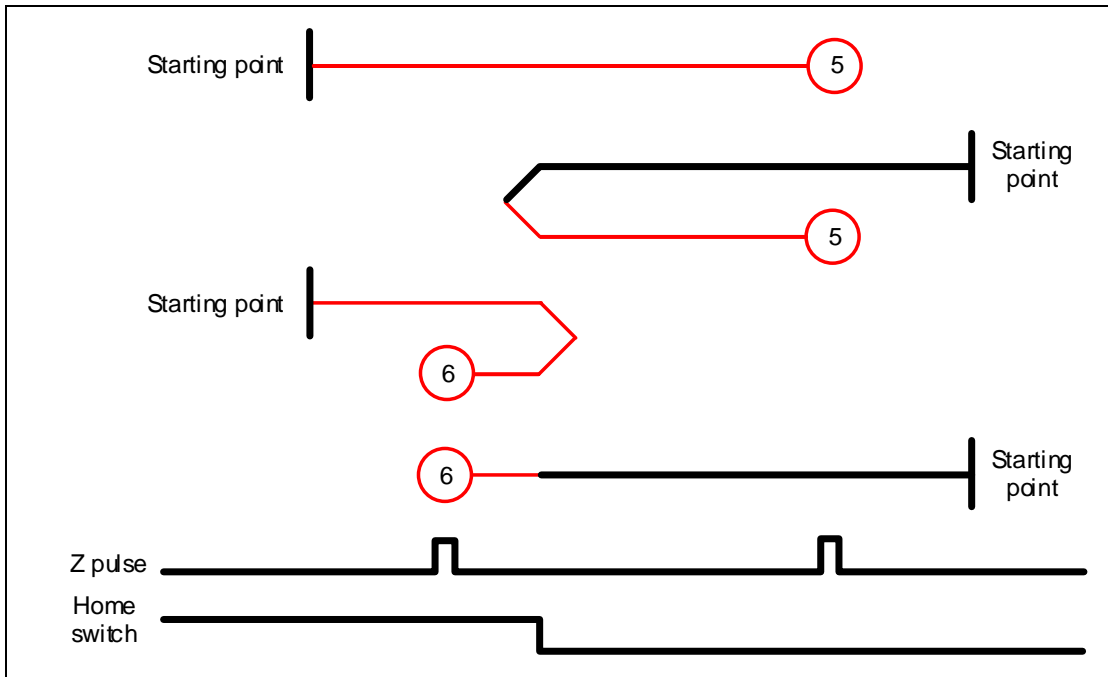 Starting point
5
Starting
point
5
Starting point
6
6
Starting
point
Z pulse
Home
switch